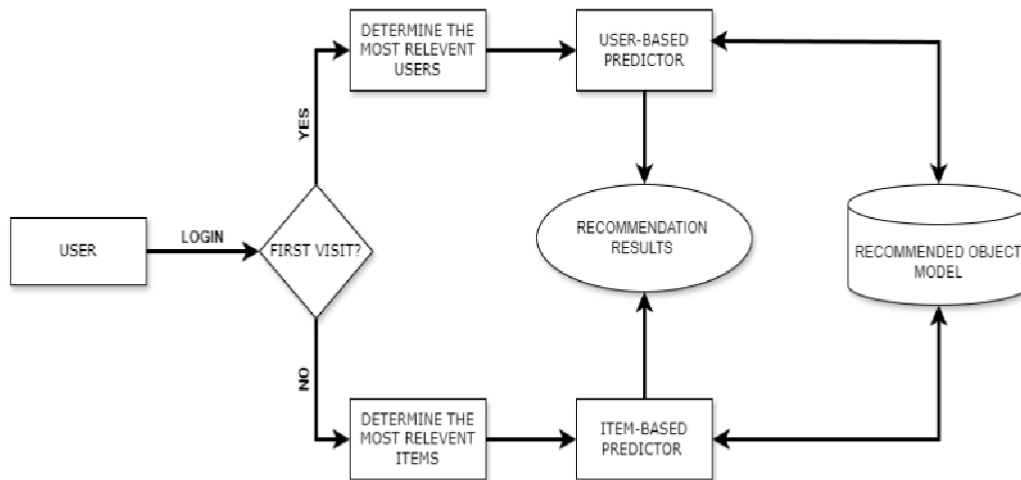 DETERMINE THE
MOST RELEVENT
USERS
USER-BASED
PREDICTOR
YES
USER
LOGIN
FIRST VISIT?
RECOMMENDATION
RESULTS
RECOMMENDED OBJECT
MODEL
NO
DETERMINE THE
MOST RELEVENT
ITEMS
ITEM-BASED
PREDICTOR